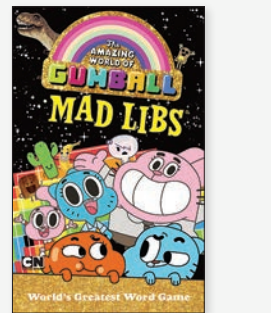 The
AMAZING
WORLD OF
GUMBALL
MAD LIBS
CN
World's Greatest Word Game